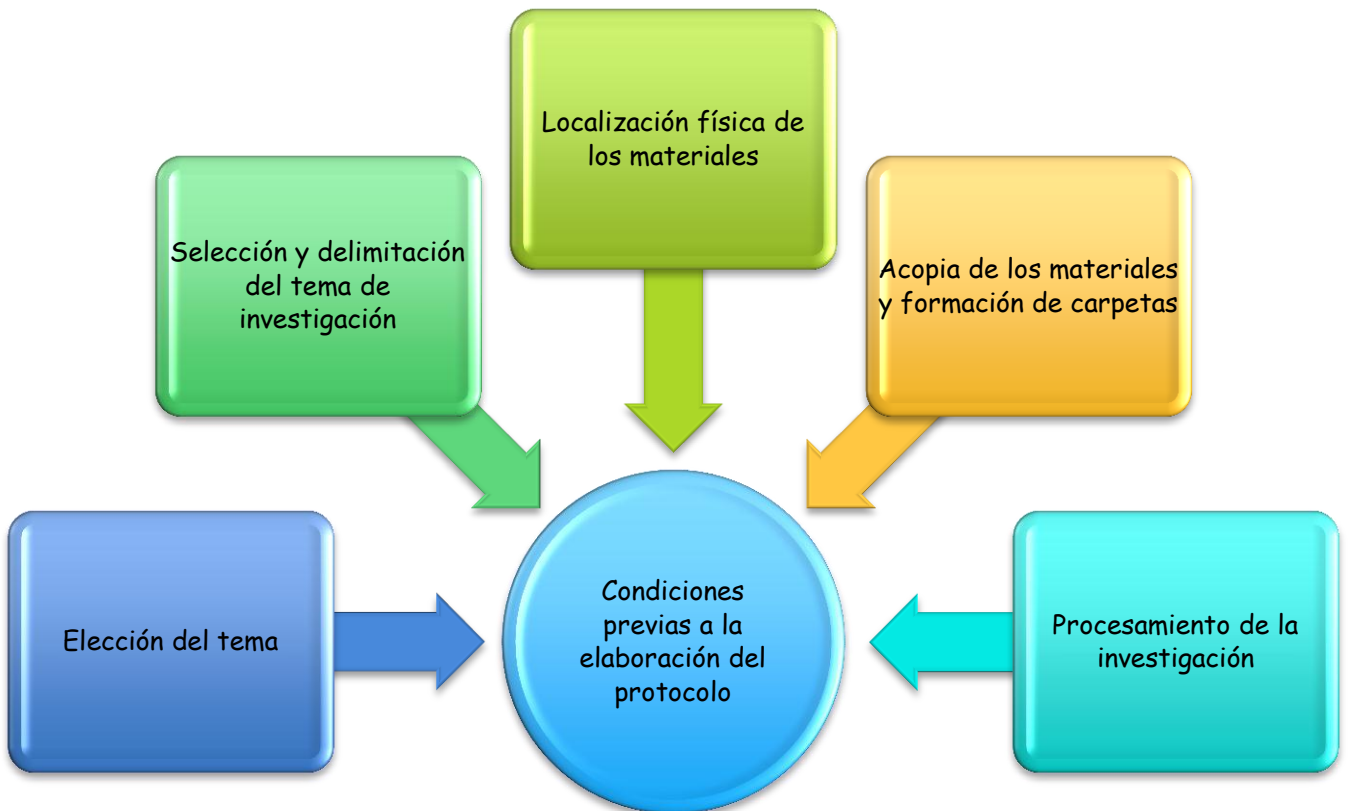 Localización física de
los materiales
Selección y delimitación
del tema de
investigación
Acopia de los materiales
y formación de carpetas
Elección del tema
Condiciones
previas a la
elaboración del
protocolo
Procesamiento de la
investigación